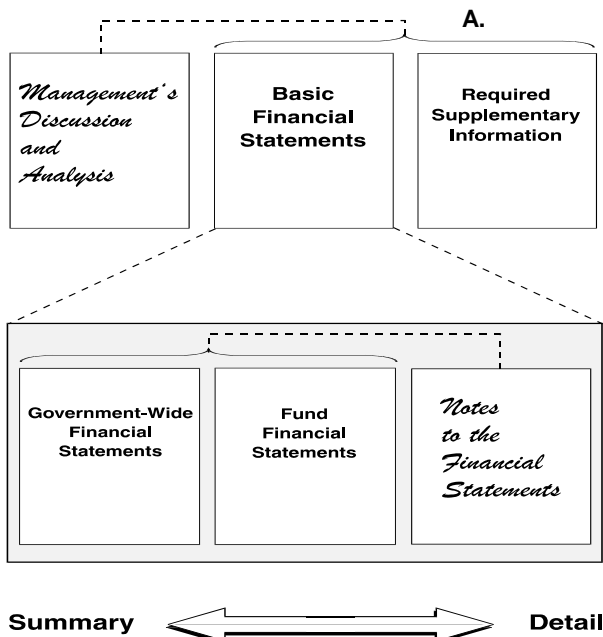 A.
Management's
Discussion
and
Analysis
Basic
Financial
Statements
Required
Supplementary
Information
Government-Wide
Financial
Statements
Fund
Financial
Statements
Notes
to the
Financial
Statements
Summary
Detail